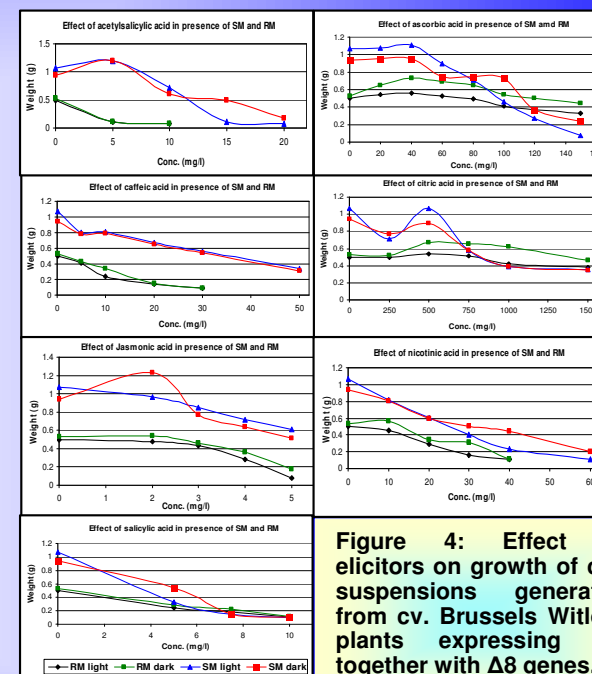 Effect of acetylsalicylic acid in presence of SM and RM
1.5
1
0.5
0
Weight (g)
0 5 10 15 20
Conc. (mg/l)
Effect of ascorbic acid in presence of SM amd RM
1.2
1
0.8
0.6
0.4
0.2
0
Weight (g)
0 20 40 60 80 100 120 140
Conc. (mg/l)
Effect of caffeic acid in presence of SM and RM
1.2
1
0.8
0.6
0.4
0.2
0
Weight (g)
0 10 20 30 40 50
Conc. (mg/l)
Effect of citric acid in presence of SM and RM
1.2
1
0.8
0.6
0.4
0.2
0
Weight (g)
0 250 500 750 1000 1250 1500
Conc. (mg/l)
Effect of Jasmonic acid in presence of SM and RM
1.4
1.2
1
0.8
0.6
0.4
0.2
0
Weight (g)
0 1 2 3 4 5
Conc. (mg/l)
Effect of nicotinic acid in presence of SM and RM
1.2
1
0.8
0.6
0.4
0.2
0
Weight (g)
0 10 20 30 40 50 60
Conc. (mg/l)
Effect of salicylic acid in presence of SM and RM
1.2
1
0.8
0.6
0.4
0.2
0
Weight (g)
0 2 4 6 8 10
Conc. (mg/l)
RM light RM dark SM light SM dark
Figure 4: Effect
elicitors on growth of
suspensions
from cv. Brussels
plants expressing
together with Δ8 genes.